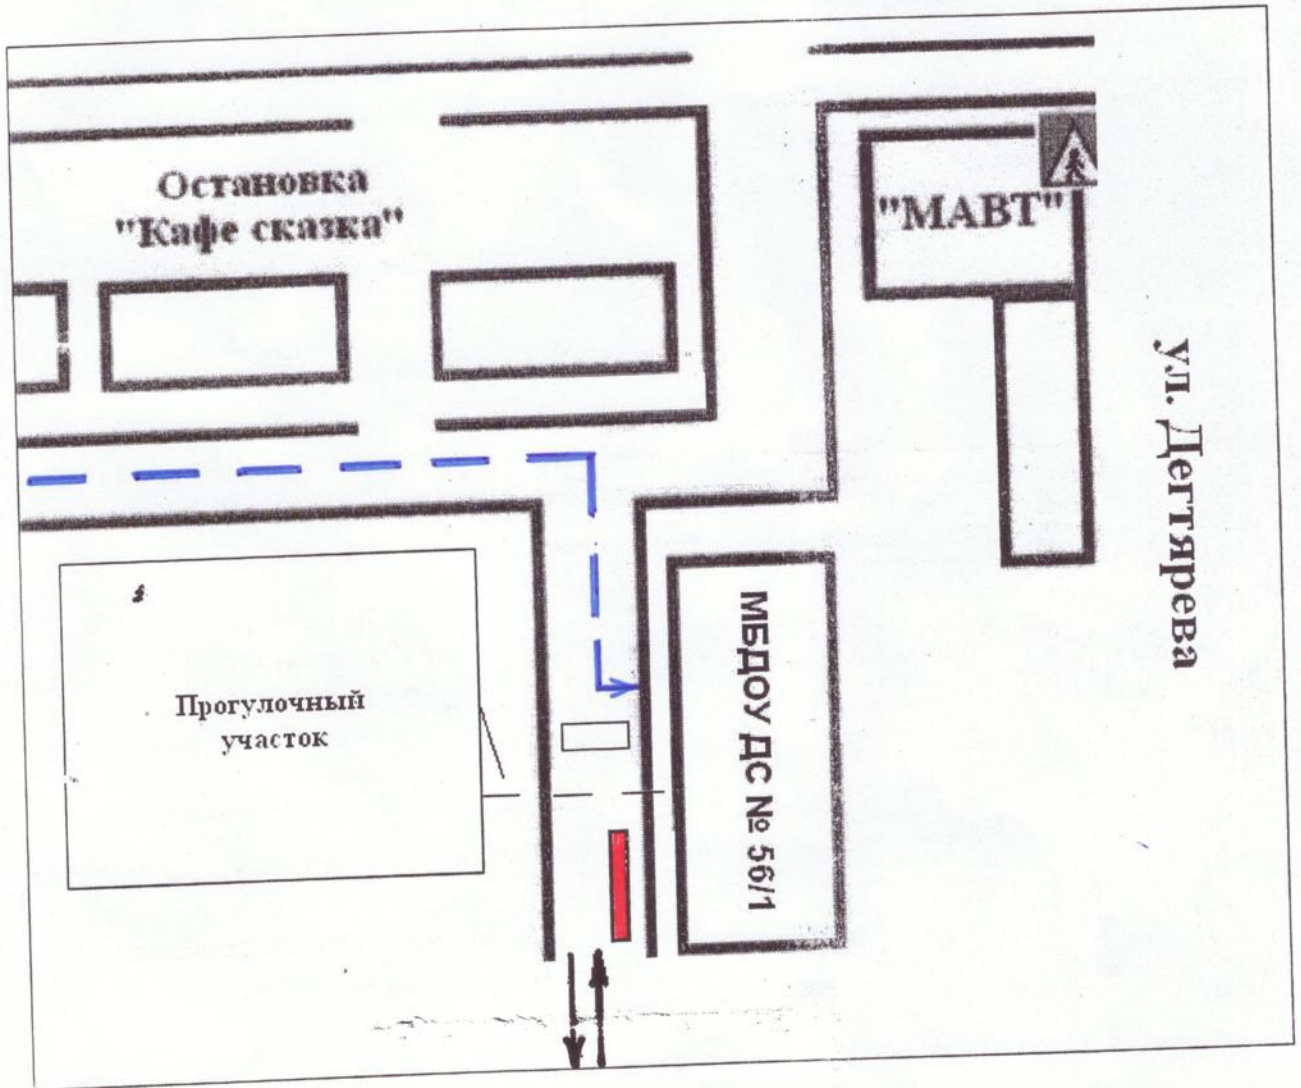 Остановка
"Кафе сказка"
"МАВТ"
ул. Дегтярева
Прогулочный
участок
МБДОУ ДС № 56/1